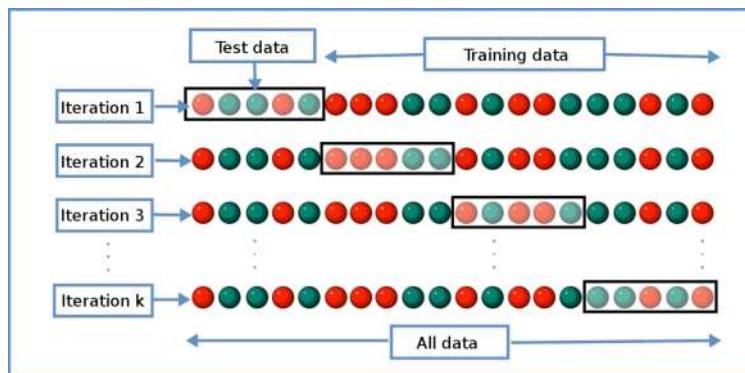 Test data
Training data
Iteration 1
Iteration 2
Iteration 3
Iteration k
All data